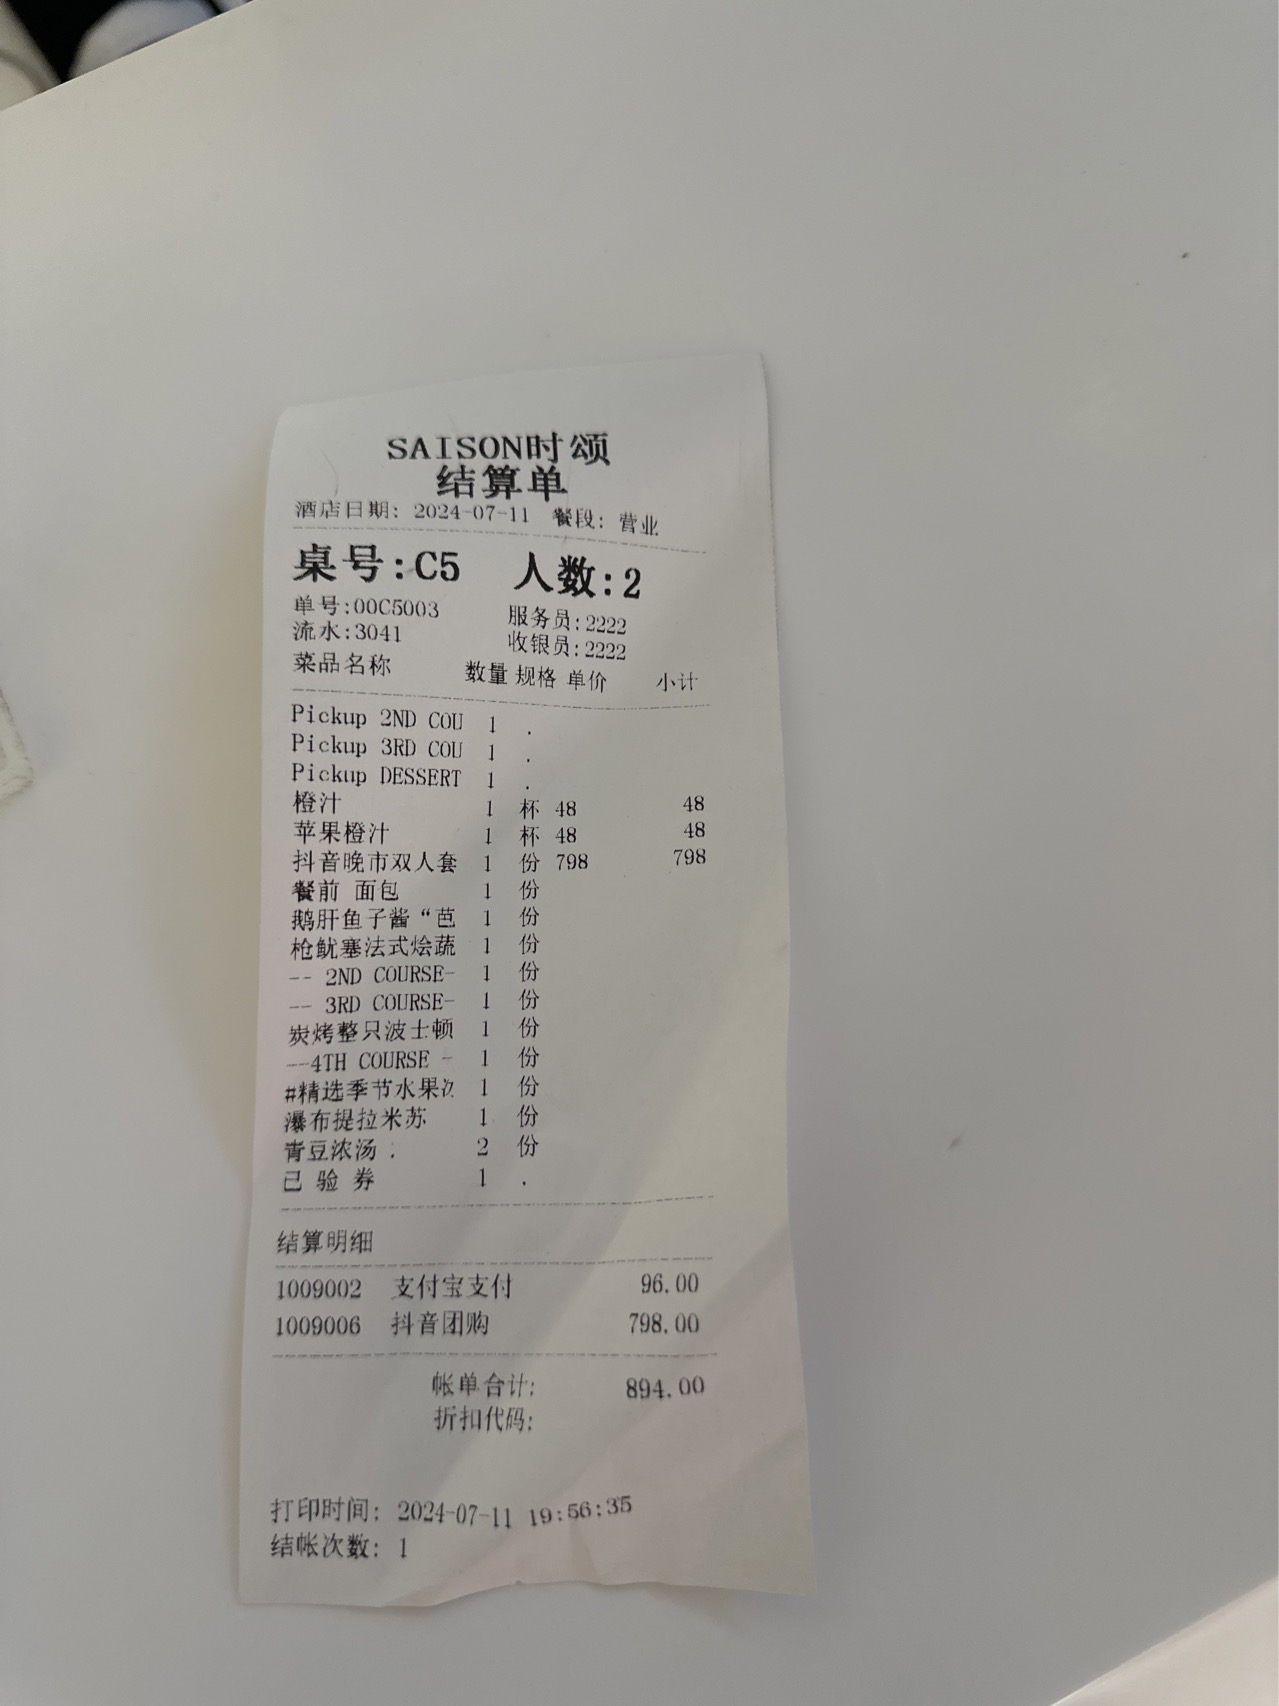 SAISON时颂
结算单
酒店日期: 2024-07-11 餐段: 营业
桌号:C5 人数:2
单号:00C5003 服务员:2222
流水:3041 收银员:2222
菜品名称 数量 规格 单价 小计
Pickup 2ND COU 1 .
Pickup 3RD COU 1 .
Pickup DESSERT 1 .
橙汁 1 杯 48 48
苹果橙汁 1 杯 48 48
抖音晚市双人套 1 份 798 798
餐前 面包 1 份
鹅肝鱼子酱“芭 1 份
枪鱿塞法式烩蔬 1 份
-- 2ND COURSE- 1 份
-- 3RD COURSE- 1 份
炭烤整只波士顿 1 份
--4TH COURSE - 1 份
#精选季节水果 1 份
瀑布提拉米苏 1 份
青豆浓汤 . 2 份
已 验 券 1 .
结算明细
1009002 支付宝支付 96.00
1009006 抖音团购 798.00
帐单合计: 894.00
折扣代码:
打印时间: 2024-07-11 19:56:35
结帐次数: 1